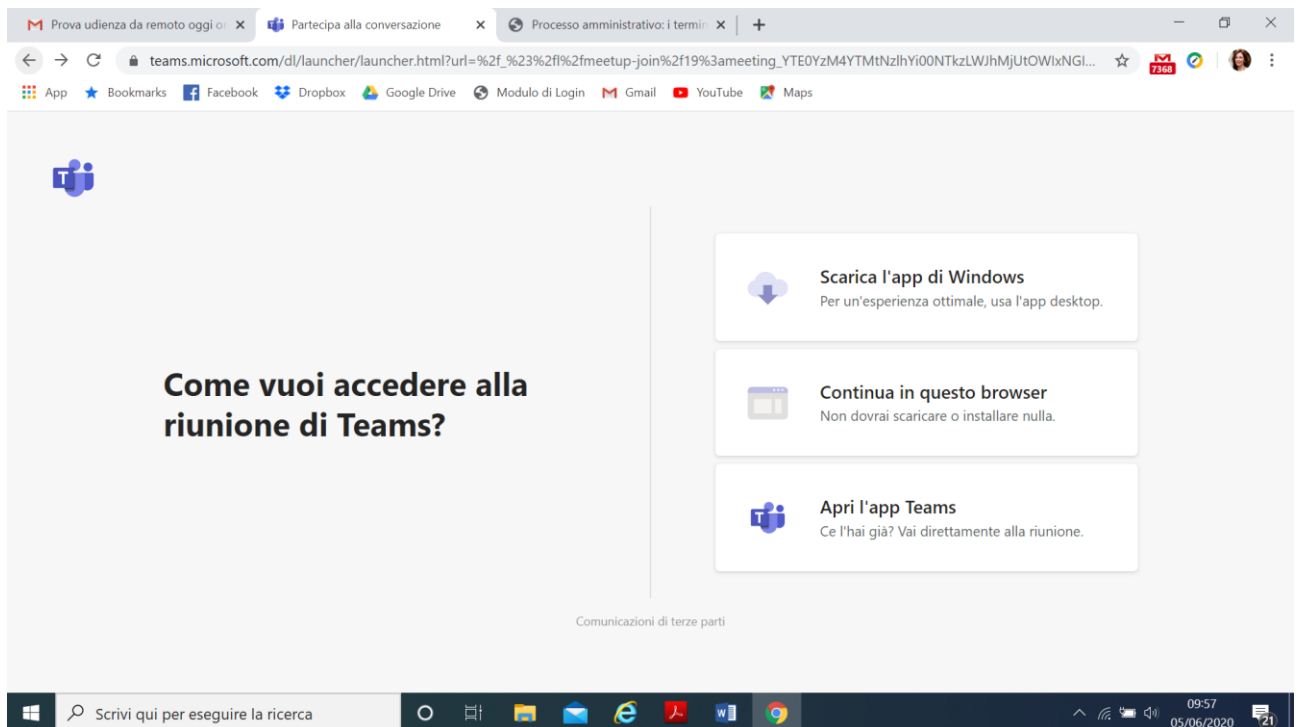 Prova udienza da remoto oggi or
Partecipa alla conversazione
Processo amministrativo: i termin
teams.microsoft.com/dl/launcher/launcher.html?url=%2f_%23%2fl%2fmeetup-join%2f19%3ameeting_YTE0YzM4YTMtNzlhYi00NTkzLWJhMjUtOWIxNGI...
7368
App
Bookmarks
Facebook
Dropbox
Google Drive
Modulo di Login
Gmail
YouTube
Maps
Come vuoi accedere alla
riunione di Teams?
Scarica l'app di Windows
Per un'esperienza ottimale, usa l'app desktop.
Continua in questo browser
Non dovrai scaricare o installare nulla.
Apri l'app Teams
Ce l'hai già? Vai direttamente alla riunione.
Comunicazioni di terze parti
Scrivi qui per eseguire la ricerca
09:57
05/06/2020
21